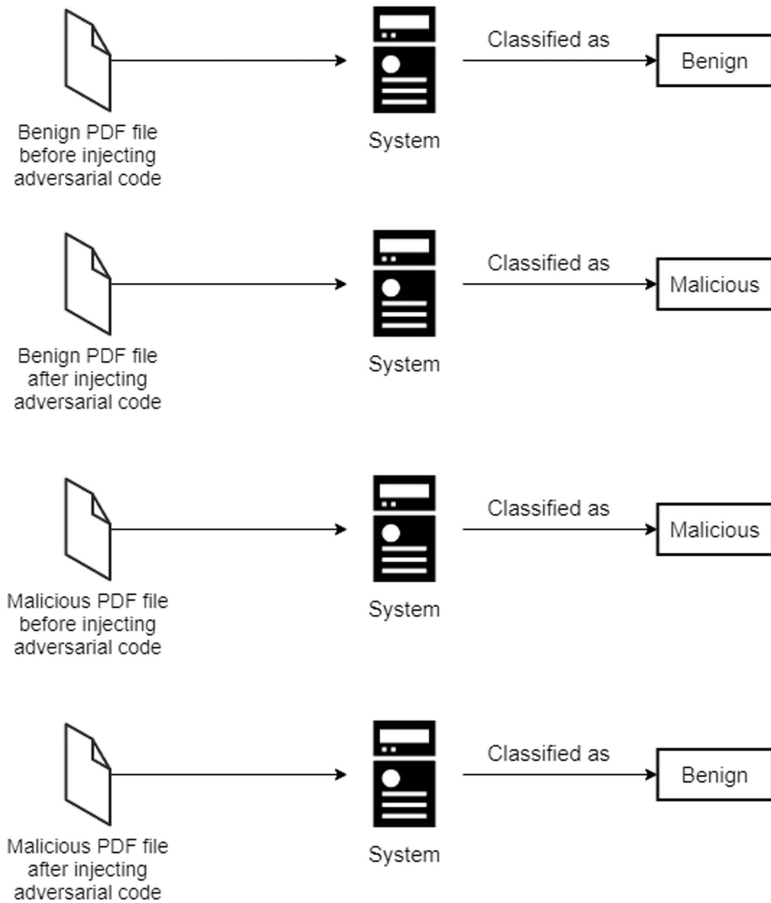 Classified as
Benign
System
Benign PDF file
before injecting
adversarial code
Classified as
Malicious
System
Benign PDF file
after injecting
adversarial code
Classified as
Malicious
System
Malicious PDF file
before injecting
adversarial code
Classified as
Benign
System
Malicious PDF file
after injecting
adversarial code